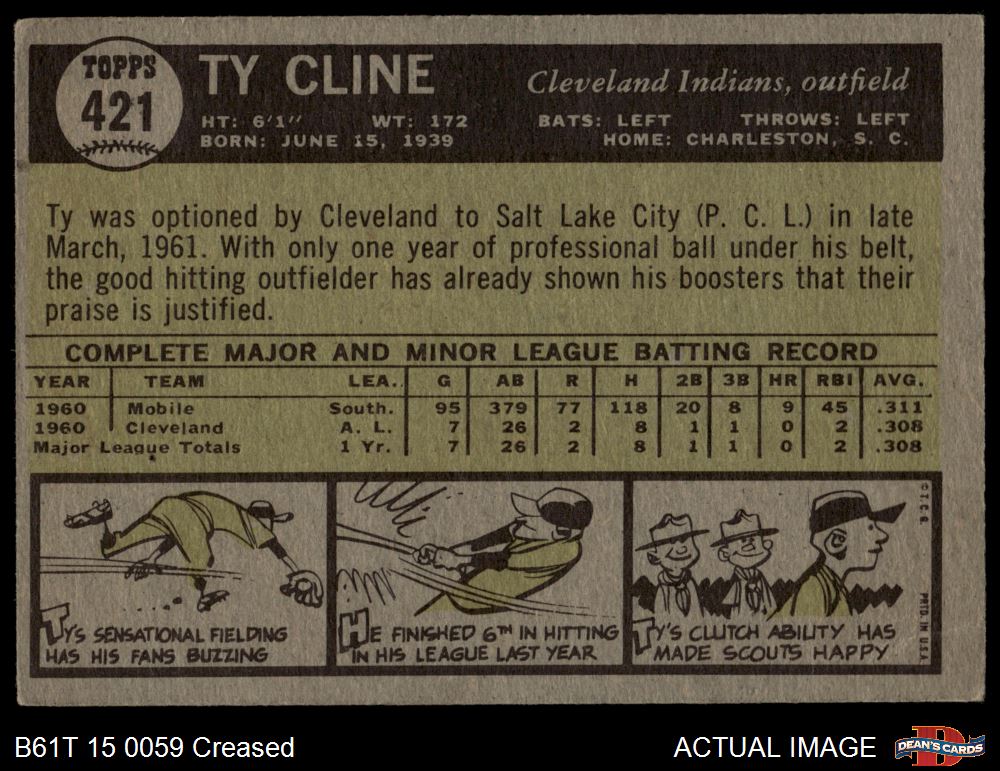 TOPPS
421
TY CLINE
Cleveland Indians, outfield
HT: 6'1" WT: 172 BATS: LEFT THROWS: LEFT
BORN: JUNE 15, 1939 HOME: CHARLESTON, S. C.
Ty was optioned by Cleveland to Salt Lake City (P. C. L.) in late
March, 1961. With only one year of professional ball under his belt,
the good hitting outfielder has already shown his boosters that their
praise is justified.
COMPLETE MAJOR AND MINOR LEAGUE BATTING RECORD
YEAR TEAM LEA. G AB R H 2B 3B HR RBI AVG.
1960 Mobile South. 95 379 77 118 20 8 9 45 .311
1960 Cleveland A. L. 7 26 2 8 1 1 0 2 .308
Major League Totals 1 Yr. 7 26 2 8 1 1 0 2 .308
TY'S SENSATIONAL FIELDING
HAS HIS FANS BUZZING
HE FINISHED 6TH IN HITTING
IN HIS LEAGUE LAST YEAR
TY'S CLUTCH ABILITY HAS
MADE SCOUTS HAPPY
© T. C. G.
PRTD. IN U.S.A.
B61T 15 0059 Creased
ACTUAL IMAGE
DEAN'S CARDS